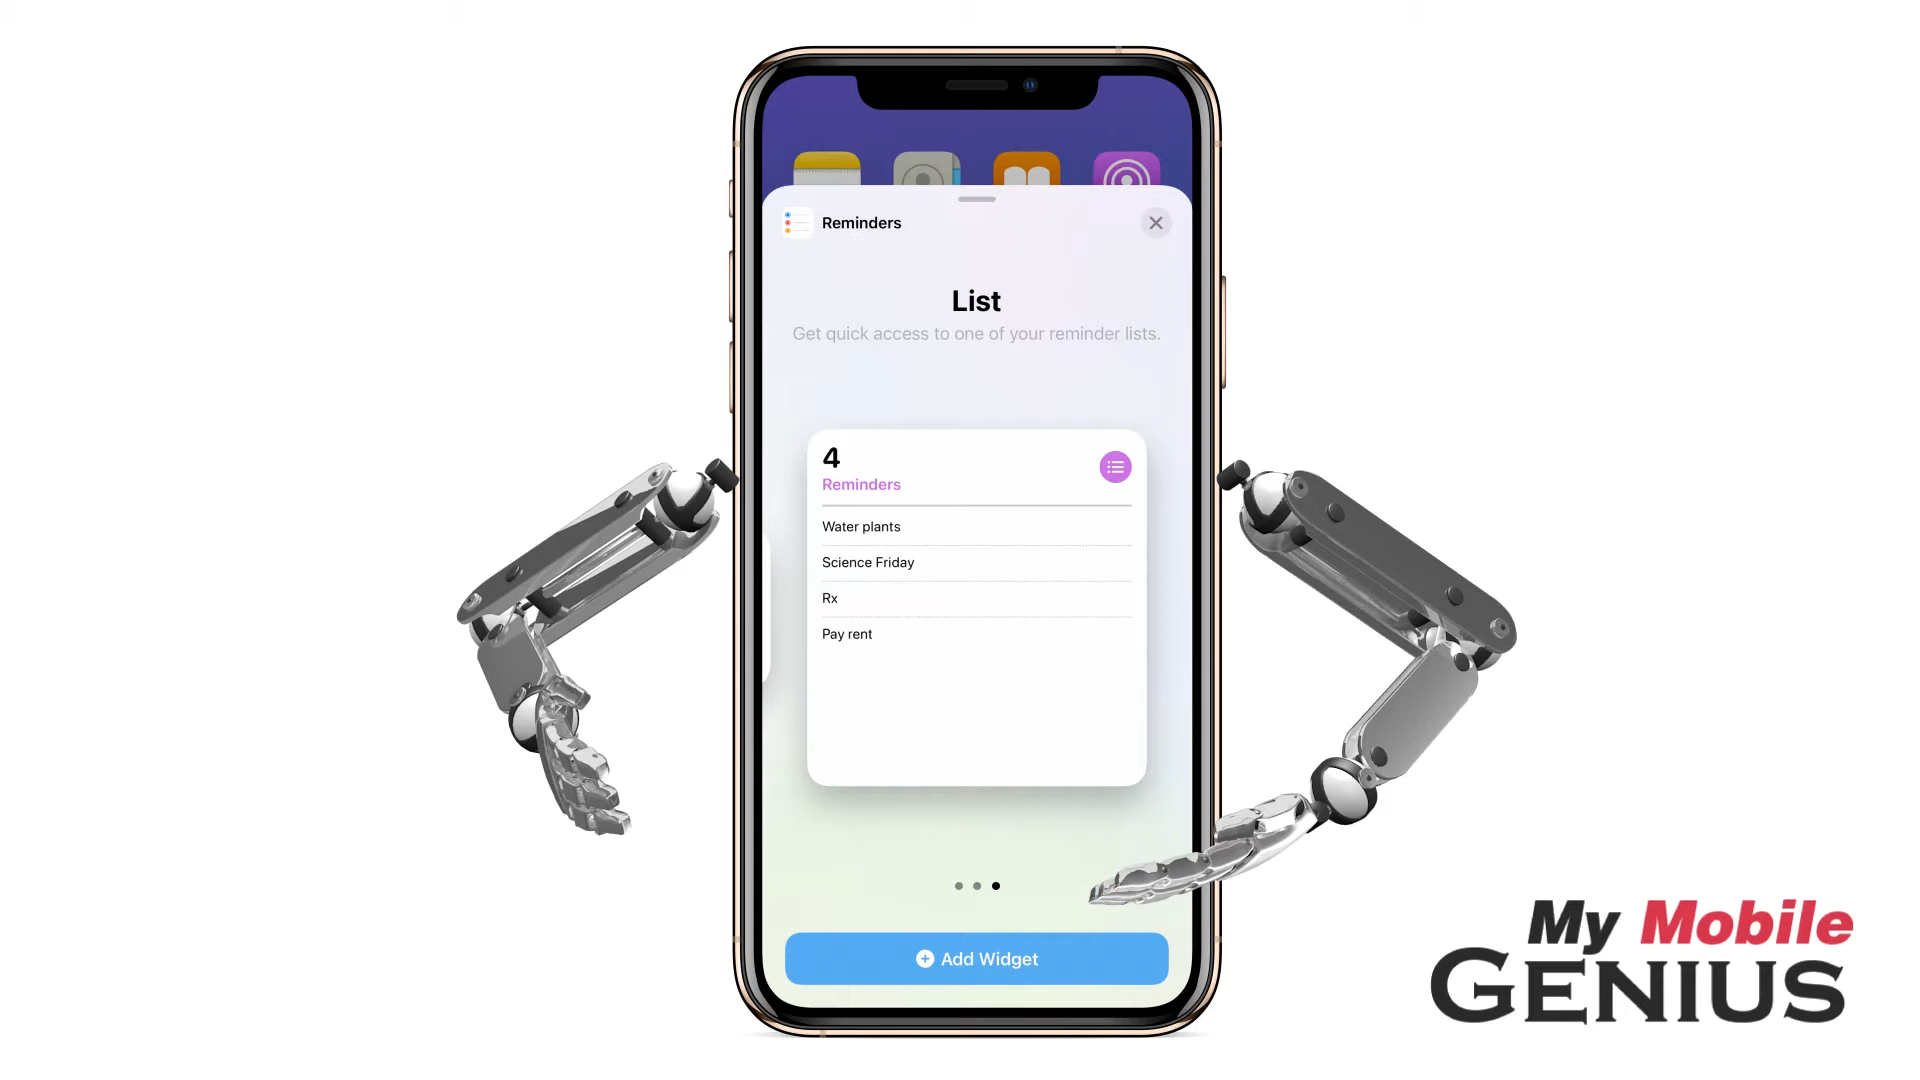 Reminders
List
Get quick access to one of your reminder lists.
4
Reminders
Water plants
Science Friday
Rx
Pay rent
Add Widget
My Mobile
GENIUS